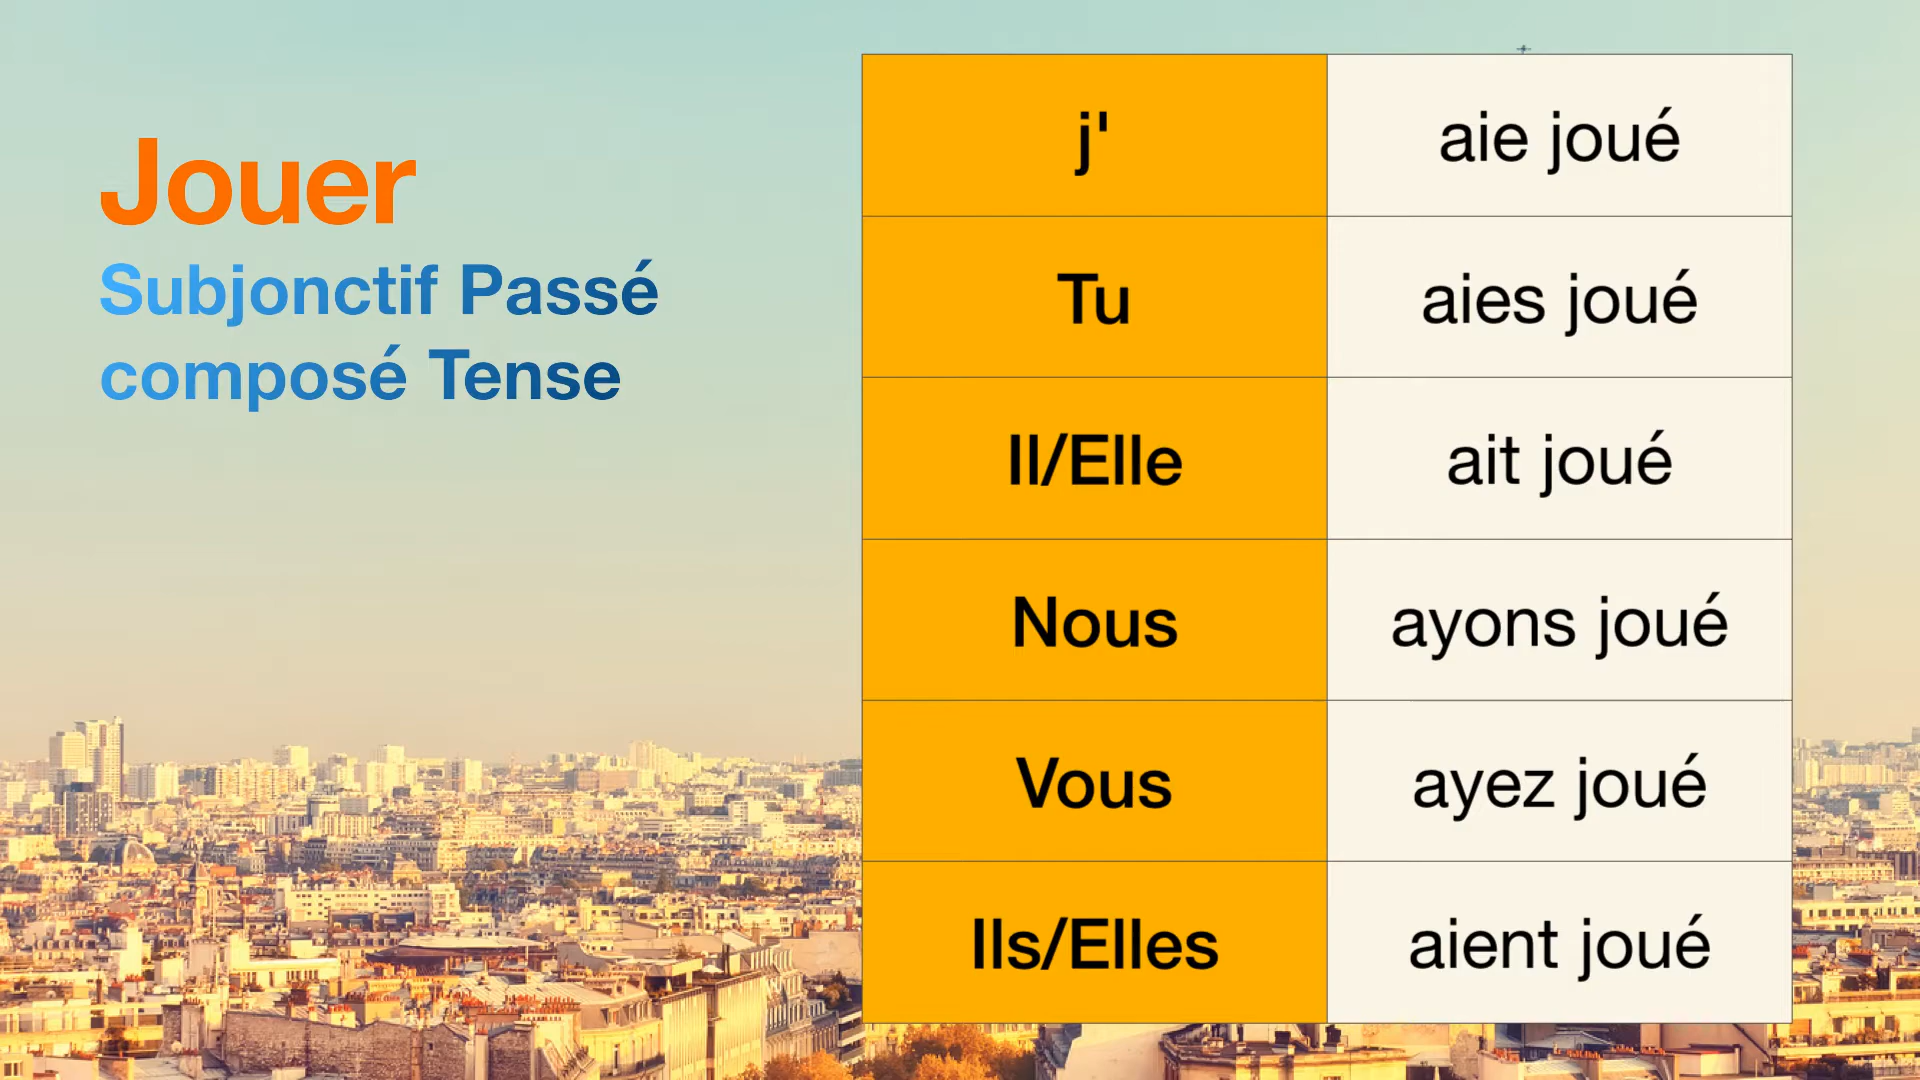 Jouer
Subjonctif Passé
composé Tense
j' aie joué
Tu aies joué
Il/Elle ait joué
Nous ayons joué
Vous ayez joué
Ils/Elles aient joué